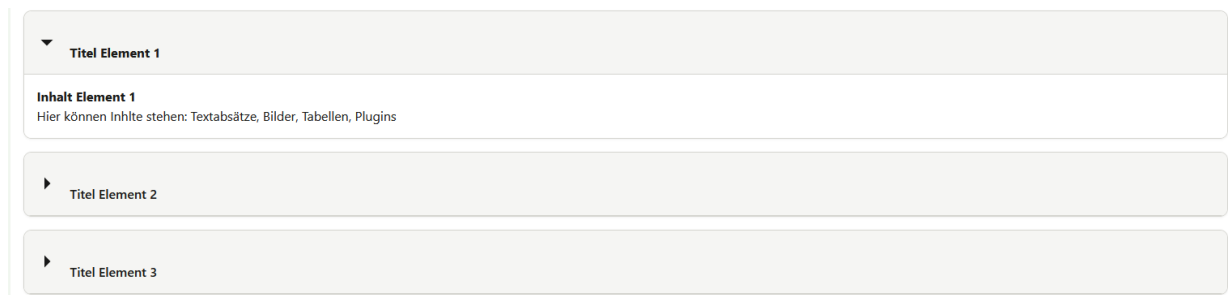 Titel Element 1
Inhalt Element 1
Hier können Inhlte stehen: Textabsätze, Bilder, Tabellen, Plugins
Titel Element 2
Titel Element 3